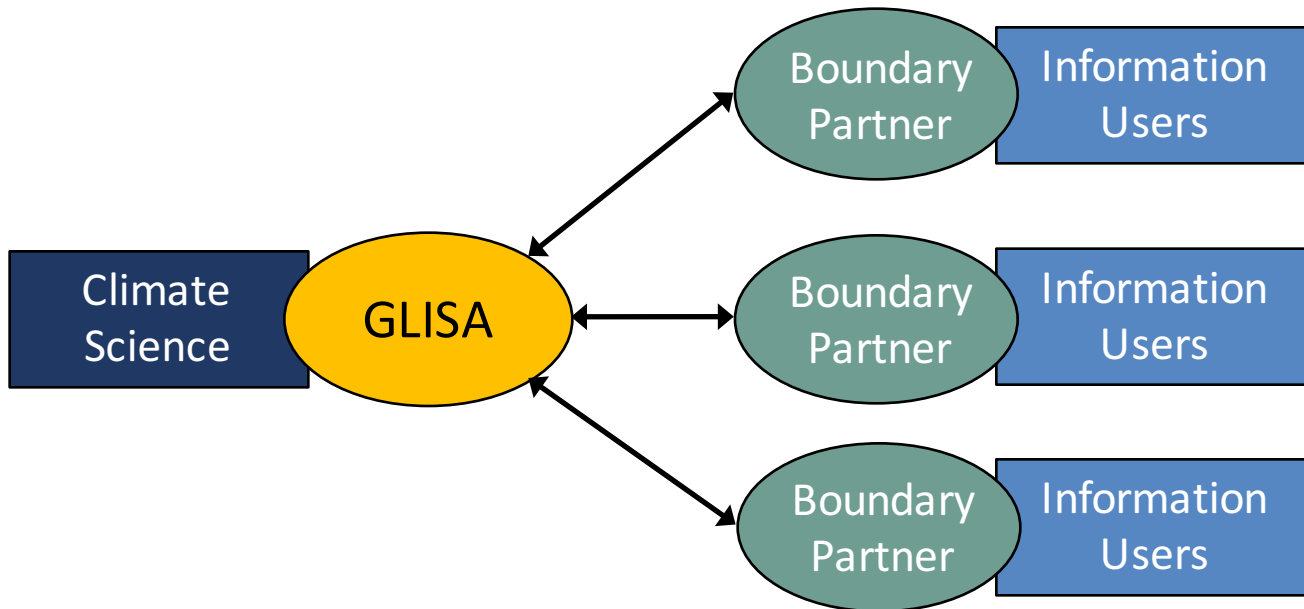 Climate
Science
GLISA
Boundary
Partner
Information
Users
Boundary
Partner
Information
Users
Boundary
Partner
Information
Users